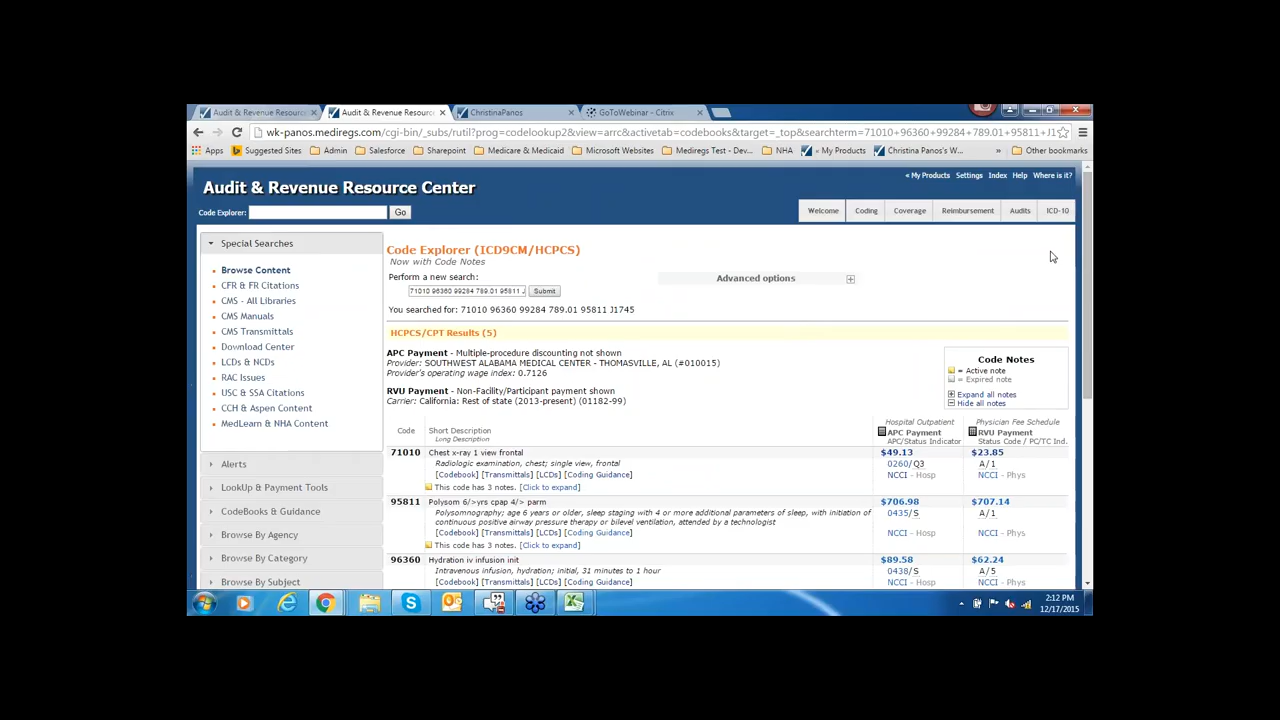 Audit & Revenue Resource
Audit & Revenue Resource
ChristinaPanos
GoToWebinar - Citrix
wk-panos.mediregs.com/cgi-bin/_subs/rutil?prog=codelookup2&view=arrc&activetab=codebooks&target=_top&searchterm=71010+96360+99284+789.01+95811+J1
Apps
Suggested Sites
Admin
Salesforce
Sharepoint
Medicare & Medicaid
Microsoft Websites
Mediregs Test - Dev...
NHA
« My Products
Christina Panos's W...
»
Other bookmarks
« My Products Settings Index Help Where is it?
Audit & Revenue Resource Center
Code Explorer: Go
Welcome Coding Coverage Reimbursement Audits ICD-10
Special Searches
Browse Content
CFR & FR Citations
CMS - All Libraries
CMS Manuals
CMS Transmittals
Download Center
LCDs & NCDs
RAC Issues
USC & SSA Citations
CCH & Aspen Content
MedLearn & NHA Content
Alerts
LookUp & Payment Tools
CodeBooks & Guidance
Browse By Agency
Browse By Category
Browse By Subject
Code Explorer (ICD9CM/HCPCS)
Now with Code Notes
Perform a new search:
71010 96360 99284 789.01 95811 J Submit
Advanced options
You searched for: 71010 96360 99284 789.01 95811 J1745
HCPCS/CPT Results (5)
APC Payment - Multiple-procedure discounting not shown
Provider: SOUTHWEST ALABAMA MEDICAL CENTER - THOMASVILLE, AL (#010015)
Provider's operating wage index: 0.7126
RVU Payment - Non-Facility/Participant payment shown
Carrier: California: Rest of state (2013-present) (01182-99)
Code Notes
= Active note
= Expired note
Expand all notes
Hide all notes
Code Short Description
Long Description
Hospital Outpatient
APC Payment
APC/Status Indicator
Physician Fee Schedule
RVU Payment
Status Code / PC/TC Ind.
71010 Chest x-ray 1 view frontal $49.13 $23.85
Radiologic examination, chest; single view, frontal 0260/Q3 A/1
[Codebook] [Transmittals] [LCDs] [Coding Guidance] NCCI - Hosp NCCI - Phys
This code has 3 notes. [Click to expand]
95811 Polysom 6/>yrs cpap 4/> parm $706.98 $707.14
Polysomnography; age 6 years or older, sleep staging with 4 or more additional parameters of sleep, with initiation of 0435/S A/1
continuous positive airway pressure therapy or bilevel ventilation, attended by a technologist
[Codebook] [Transmittals] [LCDs] [Coding Guidance] NCCI - Hosp NCCI - Phys
This code has 3 notes. [Click to expand]
96360 Hydration iv infusion init $89.58 $62.24
Intravenous infusion, hydration; initial, 31 minutes to 1 hour 0438/S A/5
[Codebook] [Transmittals] [LCDs] [Coding Guidance] NCCI - Hosp NCCI - Phys
2:12 PM
12/17/2015